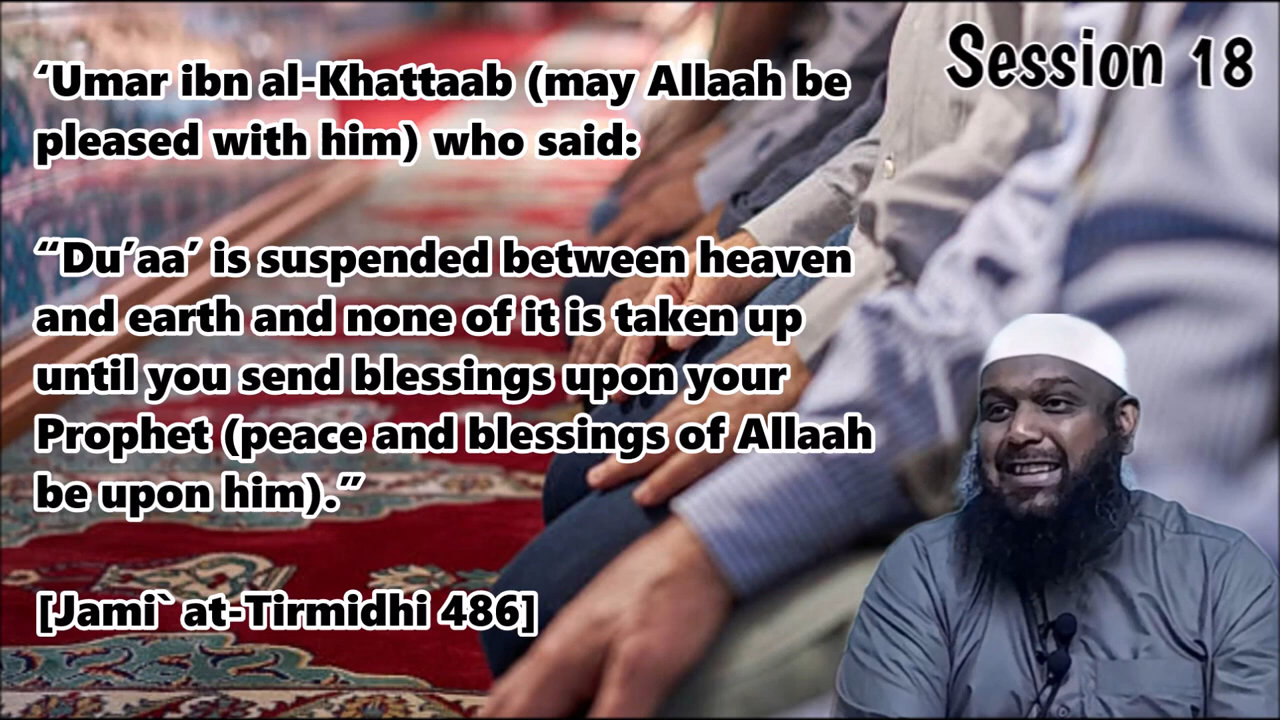 Session 18
‘Umar ibn al-Khattaab (may Allaah be
pleased with him) who said:
“Du’aa’ is suspended between heaven
and earth and none of it is taken up
until you send blessings upon your
Prophet (peace and blessings of Allaah
be upon him).”
[Jami` at-Tirmidhi 486]